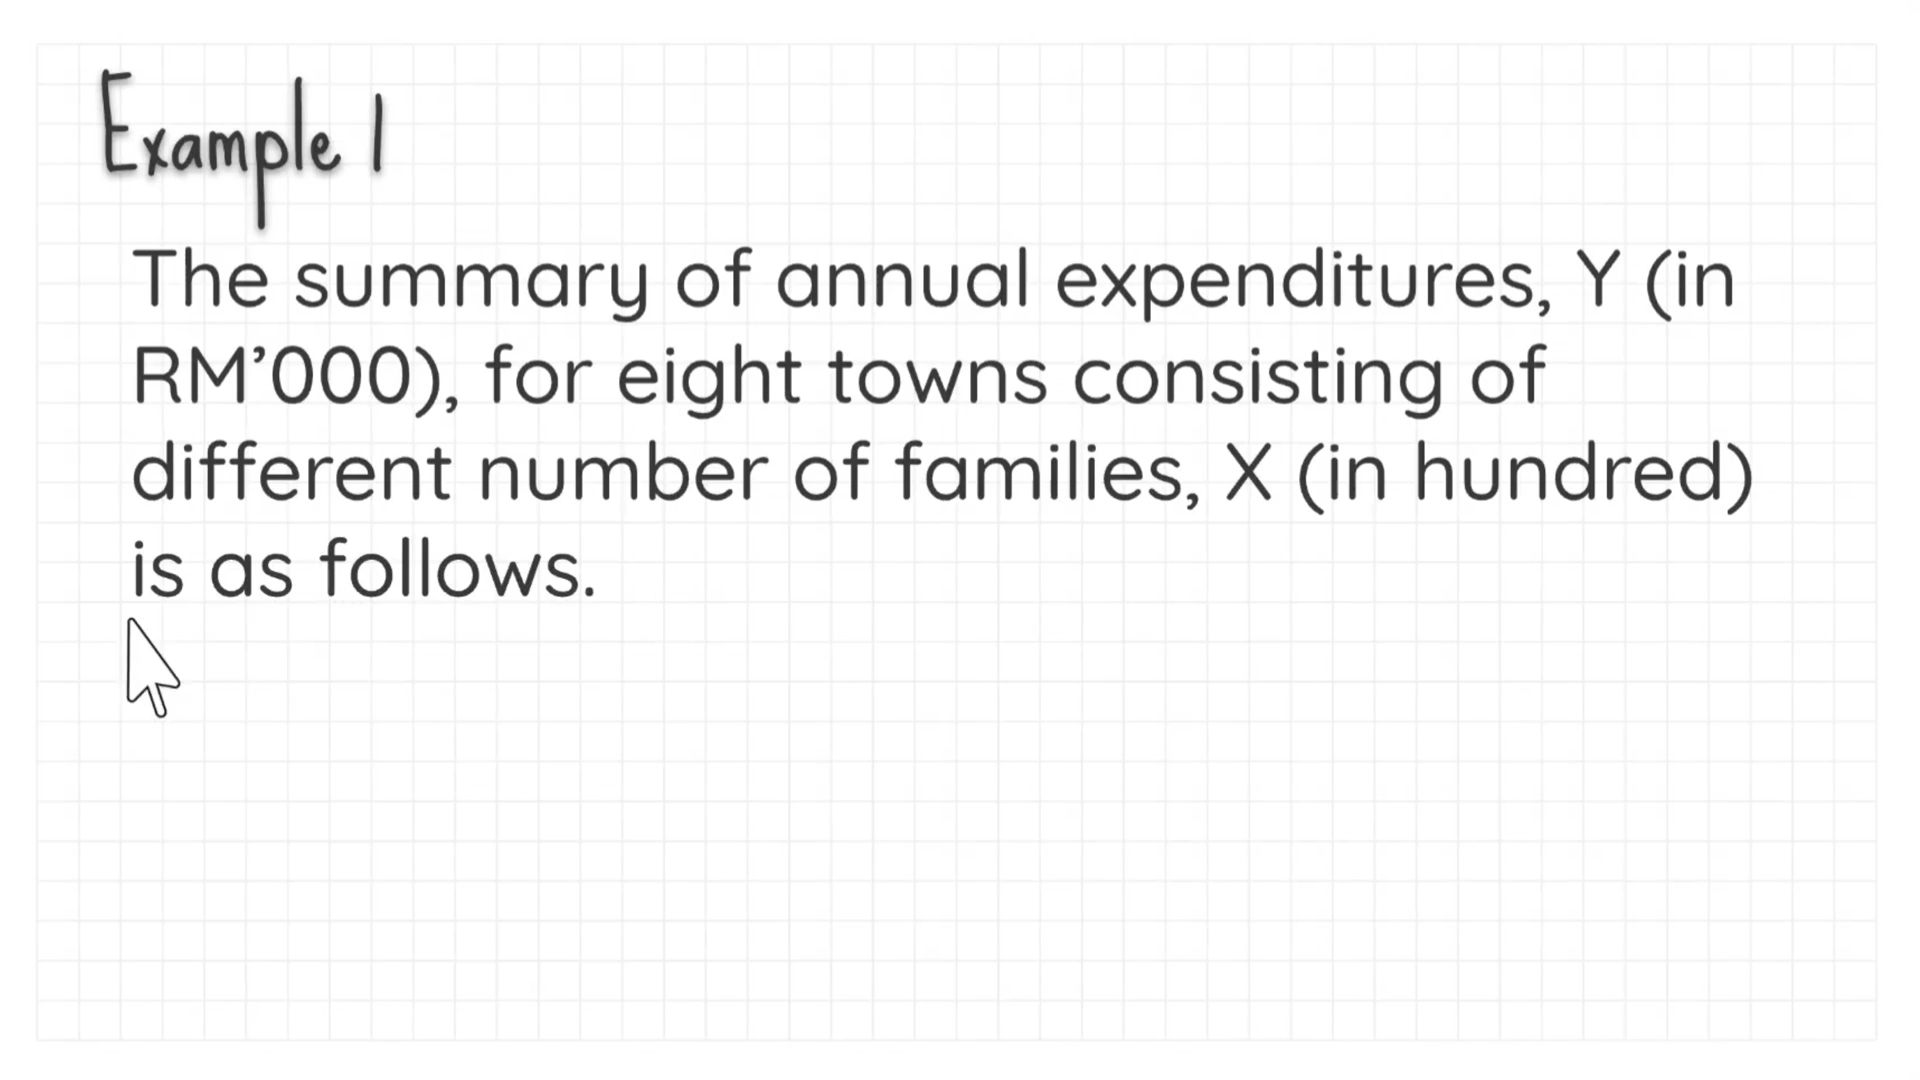 Example 1
The summary of annual expenditures, Y (in
RM’000), for eight towns consisting of
different number of families, X (in hundred)
is as follows.